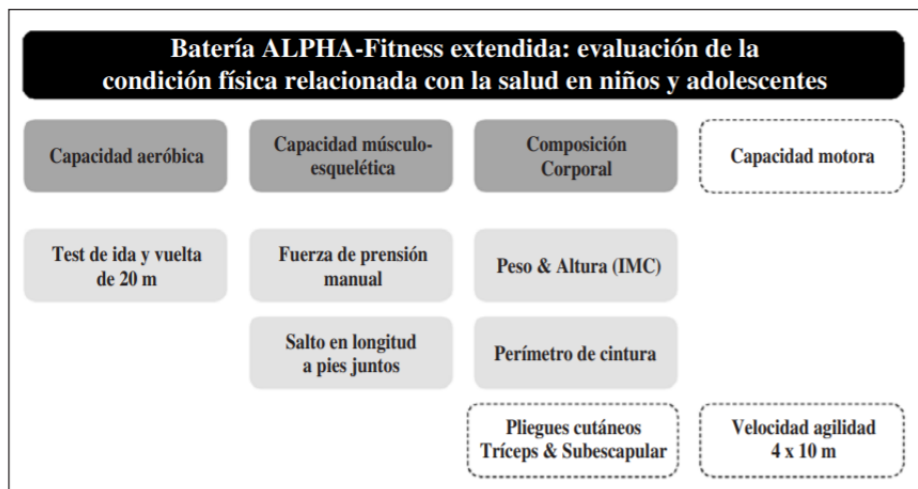 Batería ALPHA-Fitness extendida: evaluación de la
condición física relacionada con la salud en niños y adolescentes
Capacidad aeróbica
Capacidad músculo-
esquelética
Composición
Corporal
Capacidad motora
Test de ida y vuelta
de 20 m
Fuerza de prensión
manual
Peso & Altura (IMC)
Salto en longitud
a pies juntos
Perímetro de cintura
Pliegues cutáneos
Tríceps & Subescapular
Velocidad agilidad
4 x 10 m